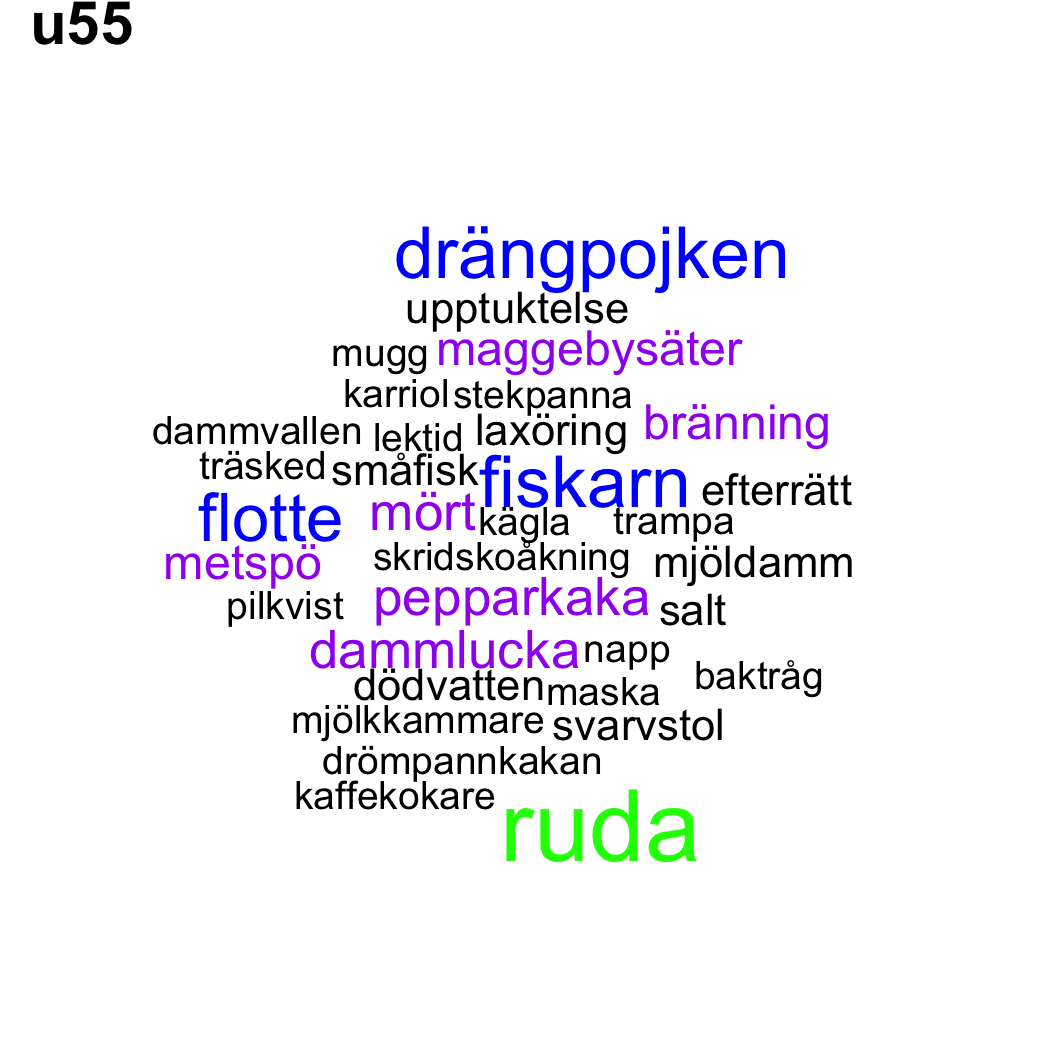 u55
drängpojken
upptuktelse
mugg maggebysäter
karriol stekpanna
dammvallen lektid laxöring bränning
träsked småfisk fiskarn efterrätt
flotte mört kägla trampa
metspö skridskoåkning mjöldamm
pilkvist pepparkaka salt
dammlucka napp
dödvatten maska baktråg
mjölkkammare svarvstol
drömpannkakan
kaffekokare ruda